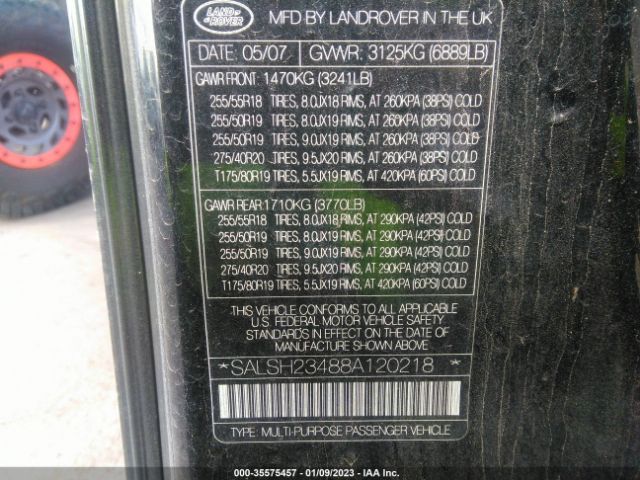 LAND
ROVER
MFD BY LANDROVER IN THE UK
DATE: 05/07 GVWR: 3125KG (6889LB)
GAWR FRONT: 1470KG (3241LB)
255/55R18 TIRES, 8.0JX18 RIMS, AT 260KPA (38PSI) COLD
255/50R19 TIRES, 8.0JX19 RIMS, AT 260KPA (38PSI) COLD
255/50R19 TIRES, 9.0JX19 RIMS, AT 260KPA (38PSI) COLD
275/40R20 TIRES, 9.5JX20 RIMS, AT 260KPA (38PSI) COLD
T175/80R19 TIRES, 5.5JX19 RIMS, AT 420KPA (60PSI) COLD
GAWR REAR: 1710KG (3770LB)
255/55R18 TIRES, 8.0JX18 RIMS, AT 290KPA (42PSI) COLD
255/50R19 TIRES, 8.0JX19 RIMS, AT 290KPA (42PSI) COLD
255/50R19 TIRES, 9.0JX19 RIMS, AT 290KPA (42PSI) COLD
275/40R20 TIRES, 9.5JX20 RIMS, AT 290KPA (42PSI) COLD
T175/80R19 TIRES, 5.5JX19 RIMS, AT 420KPA (60PSI) COLD
THIS VEHICLE CONFORMS TO ALL APPLICABLE
U.S. FEDERAL MOTOR VEHICLE SAFETY
STANDARDS IN EFFECT ON THE DATE OF
MANUFACTURE SHOWN ABOVE
* SALSH23488A120218 *
TYPE: MULTI-PURPOSE PASSENGER VEHICLE
000-35575457 - 01/09/2023 - IAA Inc.